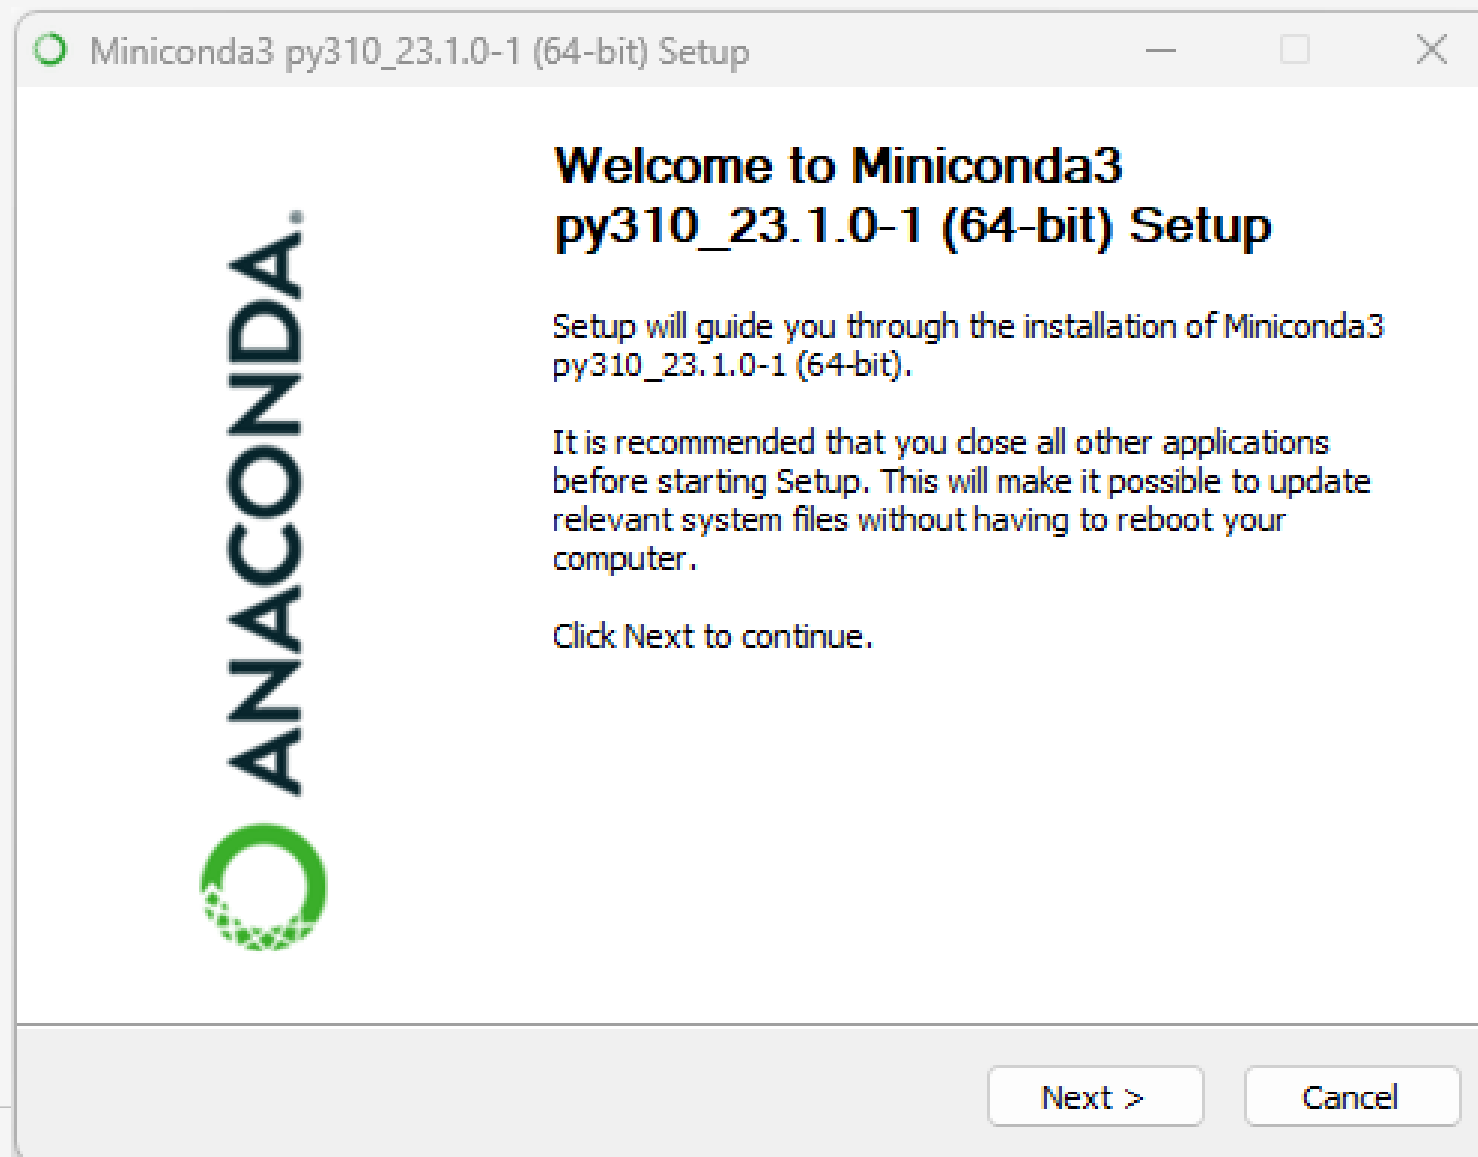 Miniconda3 py310_23.1.0-1 (64-bit) Setup
ANACONDA.
Welcome to Miniconda3
py310_23.1.0-1 (64-bit) Setup
Setup will guide you through the installation of Miniconda3
py310_23.1.0-1 (64-bit).
It is recommended that you close all other applications
before starting Setup. This will make it possible to update
relevant system files without having to reboot your
computer.
Click Next to continue.
Next >
Cancel